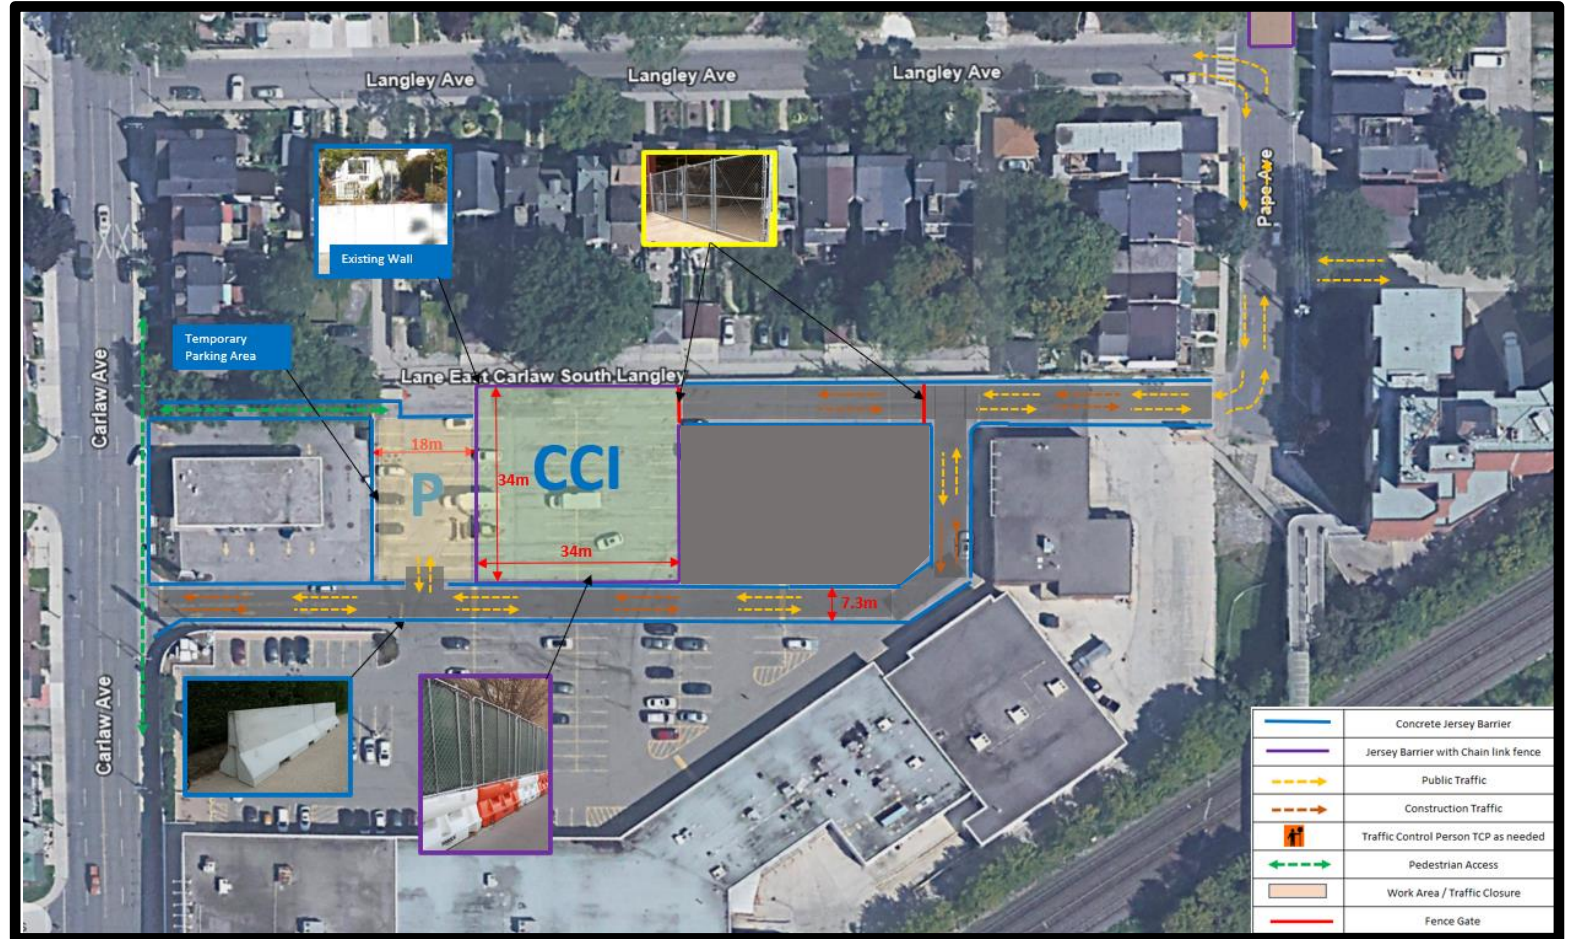 Langley Ave
Langley Ave
Langley Ave
Pape Ave
Existing Wall
Temporary
Parking Area
Lane East Carlaw South Langley
Carlaw Ave
18m
P
34m
CCI
34m
7.3m
Carlaw Ave
Concrete Jersey Barrier
Jersey Barrier with Chain link fence
Public Traffic
Construction Traffic
Traffic Control Person TCP as needed
Pedestrian Access
Work Area / Traffic Closure
Fence Gate